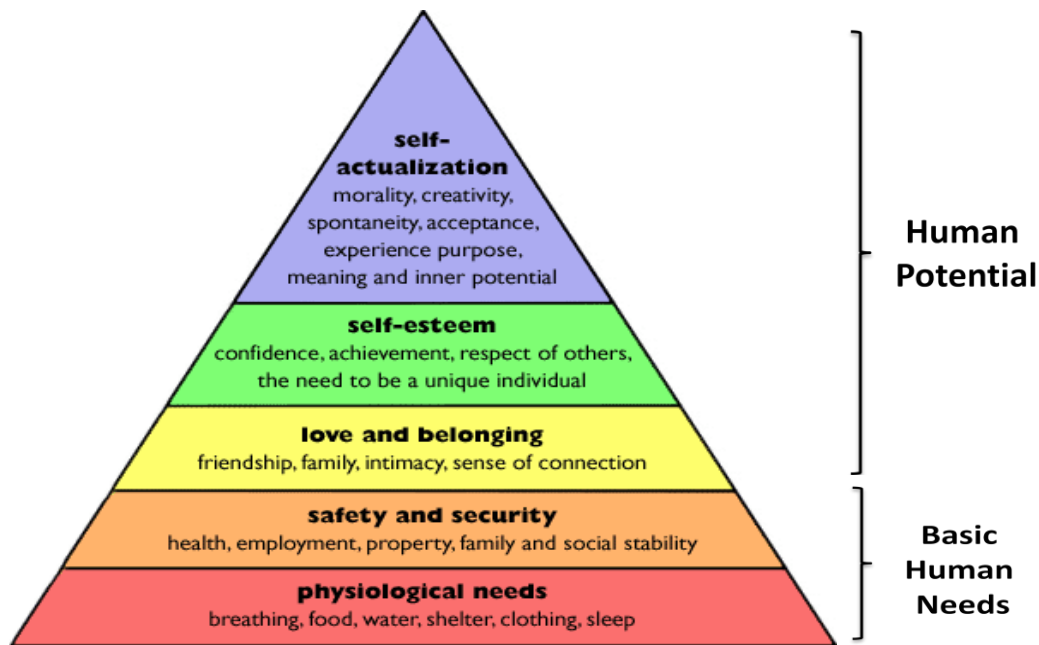 self-
actualization
morality, creativity,
spontaneity, acceptance,
experience purpose,
meaning and inner potential
self-esteem
confidence, achievement, respect of others,
the need to be a unique individual
love and belonging
friendship, family, intimacy, sense of connection
safety and security
health, employment, property, family and social stability
physiological needs
breathing, food, water, shelter, clothing, sleep
Human
Potential
Basic
Human
Needs